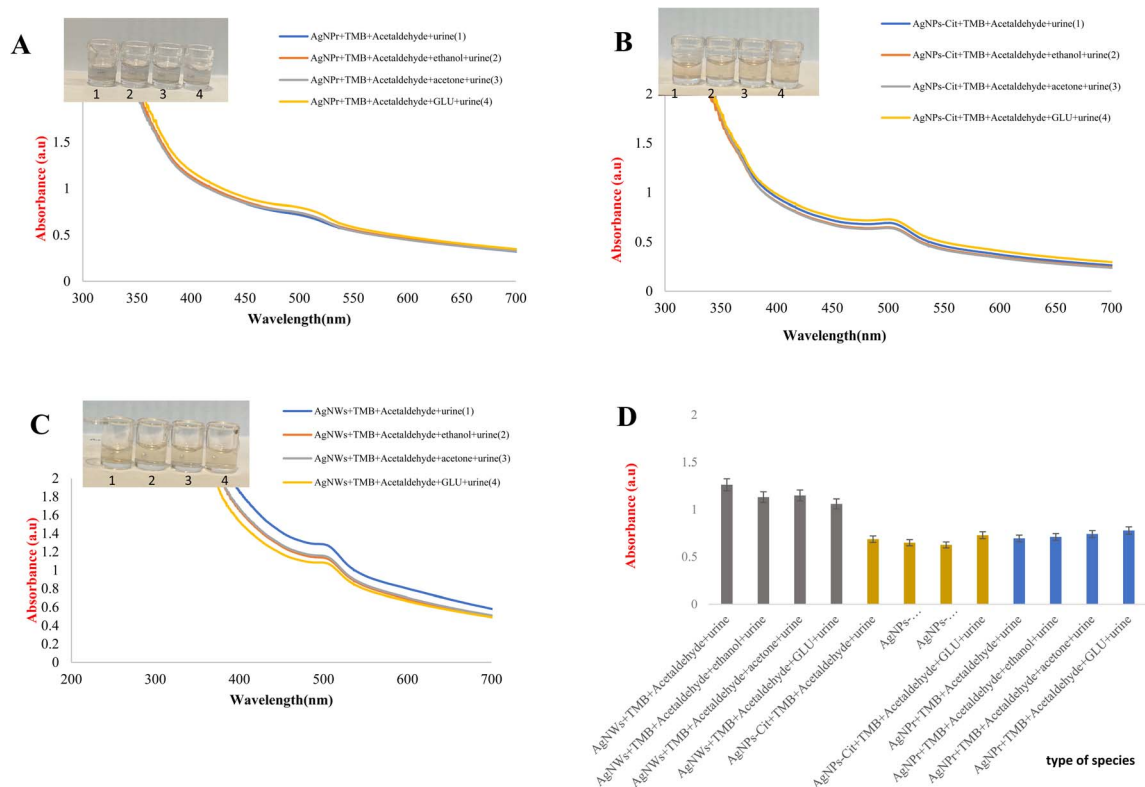 A
AgNPr+TMB+Acetaldehyde+urine(1)
AgNPr+TMB+Acetaldehyde+ethanol+urine(2)
AgNPr+TMB+Acetaldehyde+acetone+urine(3)
AgNPr+TMB+Acetaldehyde+GLU+urine(4)
1 2 3 4
Absorbance (a.u)
1.5
1
0.5
0
300 350 400 450 500 550 600 650 700
Wavelength(nm)
B
AgNPs-Cit+TMB+Acetaldehyde+urine(1)
AgNPs-Cit+TMB+Acetaldehyde+ethanol+urine(2)
AgNPs-Cit+TMB+Acetaldehyde+acetone+urine(3)
AgNPs-Cit+TMB+Acetaldehyde+GLU+urine(4)
1 2 3 4
Absorbance (a.u)
2
1.5
1
0.5
0
300 350 400 450 500 550 600 650 700
Wavelength(nm)
C
AgNWs+TMB+Acetaldehyde+urine(1)
AgNWs+TMB+Acetaldehyde+ethanol+urine(2)
AgNWs+TMB+Acetaldehyde+acetone+urine(3)
AgNWs+TMB+Acetaldehyde+GLU+urine(4)
1 2 3 4
Absorbance (a.u)
2
1.8
1.6
1.4
1.2
1
0.8
0.6
0.4
0.2
0
200 300 400 500 600 700
Wavelength(nm)
D
Absorbance (a.u)
2
1.5
1
0.5
0
AgNWs+TMB+Acetaldehyde+urine
AgNWs+TMB+Acetaldehyde+ethanol+urine
AgNWs+TMB+Acetaldehyde+acetone+urine
AgNWs+TMB+Acetaldehyde+GLU+urine
AgNPs-Cit+TMB+Acetaldehyde+urine
AgNPs-…
AgNPs-…
AgNPs-Cit+TMB+Acetaldehyde+GLU+urine
AgNPr+TMB+Acetaldehyde+urine
AgNPr+TMB+Acetaldehyde+ethanol+urine
AgNPr+TMB+Acetaldehyde+acetone+urine
AgNPr+TMB+Acetaldehyde+GLU+urine
type of species